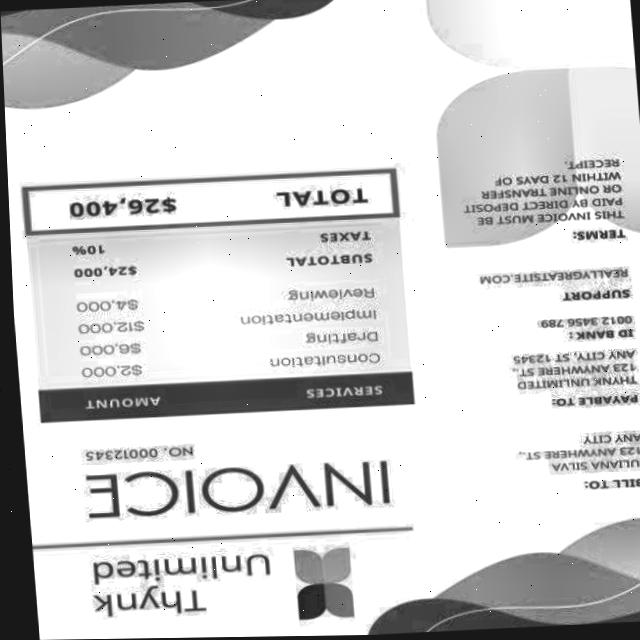 Thynk
Unlimited
INVOICE
NO. 00012345
SERVICES AMOUNT
Consultation $2,000
Drafting $6,000
Implementation $12,000
Reviewing $4,000
SUBTOTAL $24,000
TAXES 10%
TOTAL $26,400
BILL TO:
JULIANA SILVA
123 ANYWHERE ST.,
ANY CITY
PAYABLE TO:
THYNK UNLIMITED
123 ANYWHERE ST.,
ANY CITY, ST 12345
BANK ID:
0012 3456 789
SUPPORT
REALLYGREATSITE.COM
TERMS:
THIS INVOICE MUST BE
PAID BY DIRECT DEPOSIT
OR ONLINE TRANSFER
WITHIN 12 DAYS OF
RECEIPT.